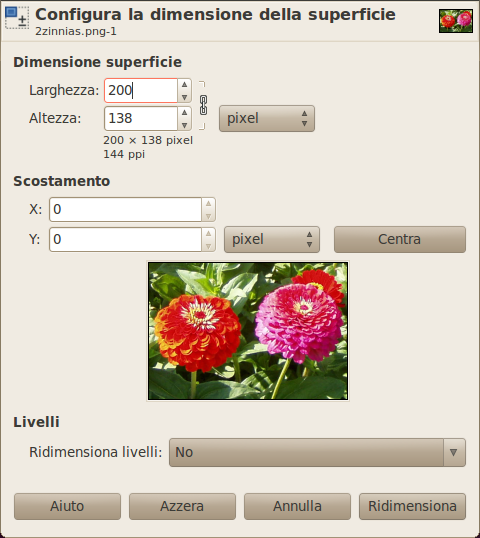 Configura la dimensione della superficie
2zinnias.png-1
Dimensione superficie
Larghezza: 200
Altezza: 138 pixel
200 × 138 pixel
144 ppi
Scostamento
X: 0
Y: 0 pixel Centra
Livelli
Ridimensiona livelli: No
Aiuto Azzera Annulla Ridimensiona